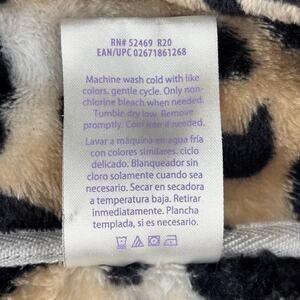 RN# 52469 R20
EAN/UPC 02671861268
Machine wash cold with like
colors, gentle cycle. Only non-
chlorine bleach when needed.
Tumble dry low. Remove
promptly. Cool iron if needed.
Lavar a máquina en agua fría
con colores similares, ciclo
delicado. Blanqueador sin
cloro solamente cuando sea
necesario. Secar en secadora
a temperatura baja. Retirar
inmediatamente. Plancha
templada, si es necesario.